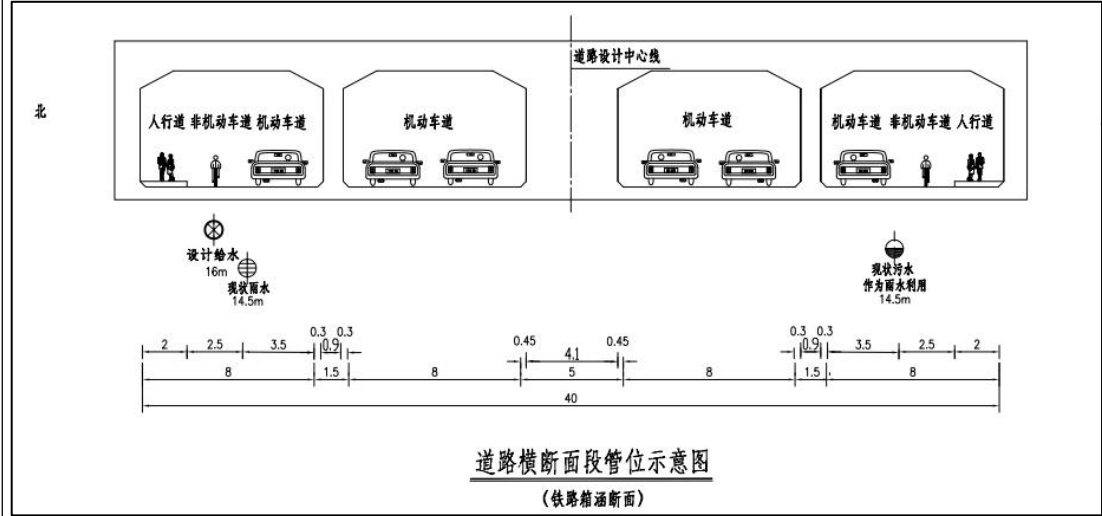 道路设计中心线
北
人行道 非机动车道 机动车道
机动车道
机动车道
机动车道 非机动车道 人行道
设计给水
16m
现状雨水
14.5m
现状污水
作为雨水利用
14.5m
0.3 0.3 0.45 0.45 0.3 0.3
2 2.5 3.5 0.9 4.1 0.9 3.5 2.5 2
8 1.5 8 5 8 1.5 8
40
道路横断面段管位示意图
(铁路箱涵断面)